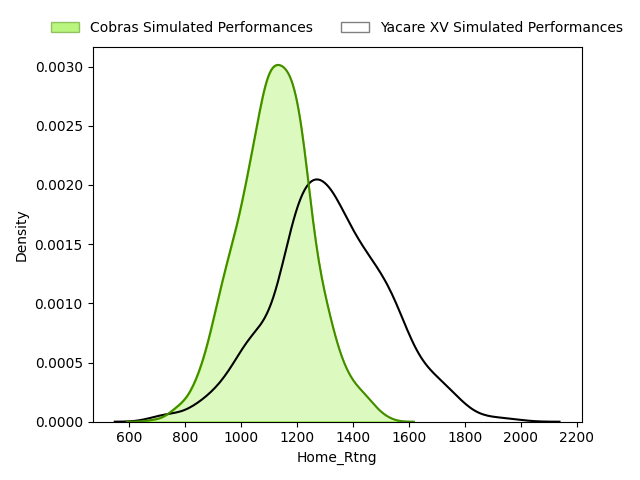 Cobras Simulated Performances Yacare XV Simulated Performances
0.0030
0.0025
0.0020
0.0015
0.0010
0.0005
0.0000
Density
600 800 1000 1200 1400 1600 1800 2000 2200
Home_Rtng